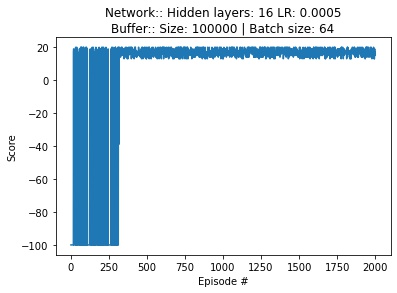 Network:: Hidden layers: 16 LR: 0.0005
Buffer:: Size: 100000 | Batch size: 64
20
0
−20
−40
−60
−80
−100
Score
0 250 500 750 1000 1250 1500 1750 2000
Episode #